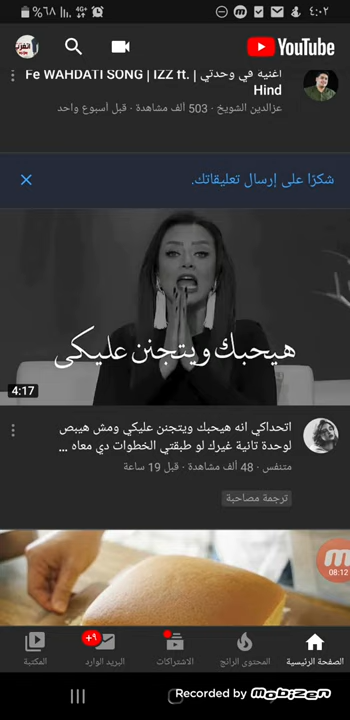 ٤:٠٢
٪٦٨
4G+
YouTube
اغنيه في وحدتي | Fe WAHDATI SONG | IZZ ft.
Hind
عزالدين الشويخ · 503 ألف مشاهدة · قبل أسبوع واحد
شكرًا على إرسال تعليقاتك.
هيحبك ويتجنن عليكى
4:17
اتحداكي انه هيحبك ويتجنن عليكي ومش هيبص
لوحدة تانية غيرك لو طبقتي الخطوات دي معاه ...
متنفس · 48 ألف مشاهدة · قبل 19 ساعة
ترجمة مصاحبة
08:12
الصفحة الرئيسية
المحتوى الرائج
الاشتراكات
+٩
البريد الوارد
المكتبة
Recorded by Mobizen